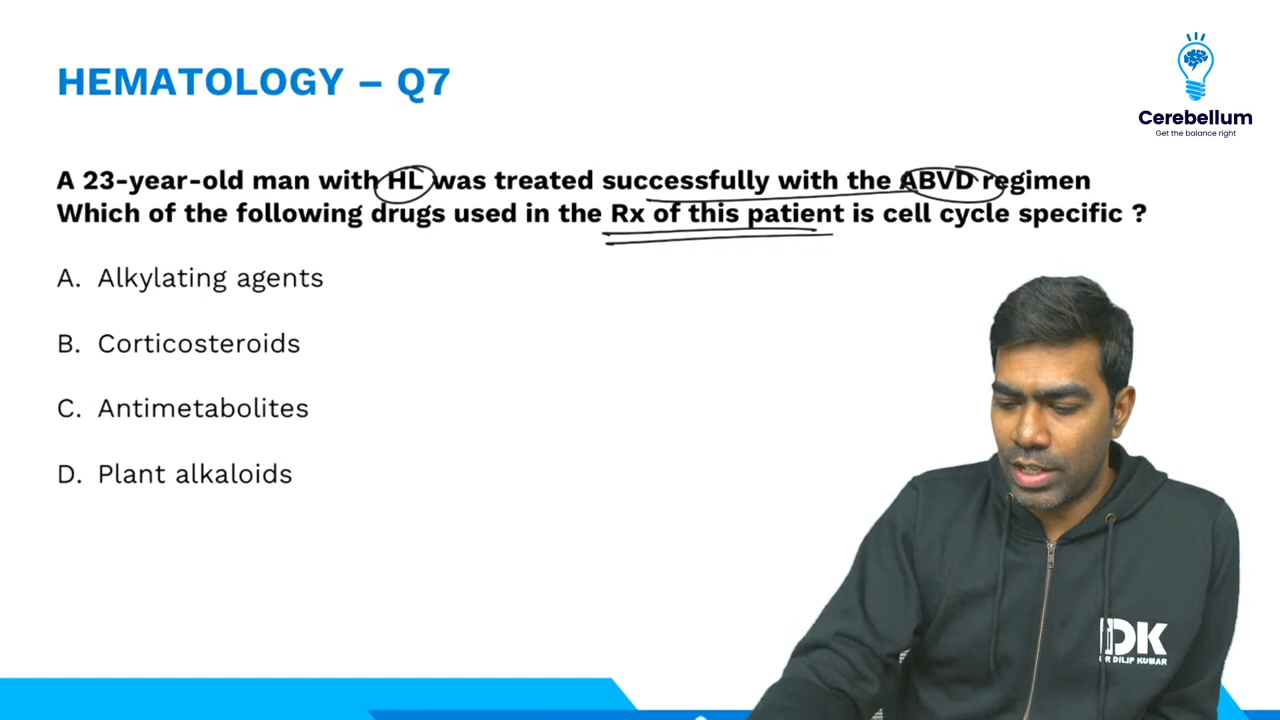 HEMATOLOGY – Q7
Cerebellum
Get the balance right
A 23-year-old man with HL was treated successfully with the ABVD regimen
Which of the following drugs used in the Rx of this patient is cell cycle specific ?
A. Alkylating agents
B. Corticosteroids
C. Antimetabolites
D. Plant alkaloids
DK
DR DILIP KUMAR